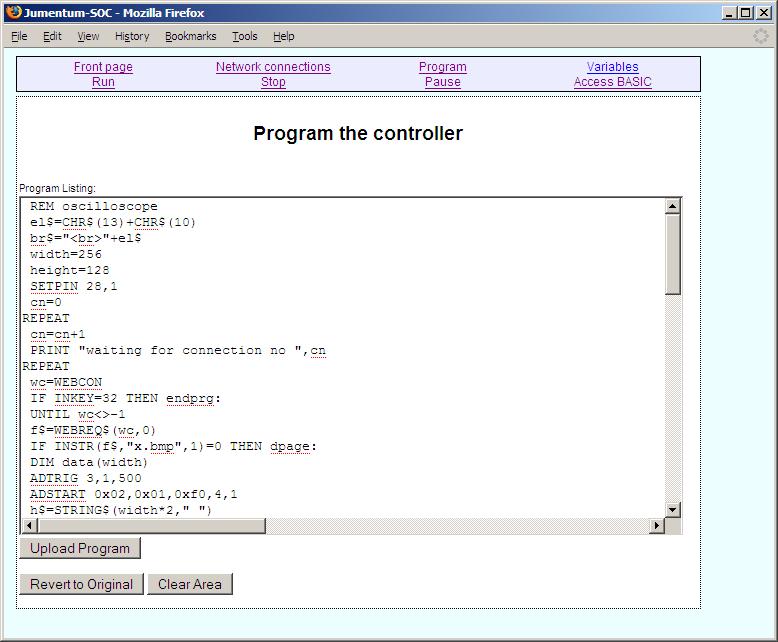 Jumentum-SOC - Mozilla Firefox
File Edit View History Bookmarks Tools Help
Front page Network connections Program Variables
Run Stop Pause Access BASIC
Program the controller
Program Listing:
REM oscilloscope
el$=CHR$(13)+CHR$(10)
br$="<br>"+el$
width=256
height=128
SETPIN 28,1
cn=0
REPEAT
cn=cn+1
PRINT "waiting for connection no ",cn
REPEAT
wc=WEBCON
IF INKEY=32 THEN endprg:
UNTIL wc<>-1
f$=WEBREQ$(wc,0)
IF INSTR(f$,"x.bmp",1)=0 THEN dpage:
DIM data(width)
ADTRIG 3,1,500
ADSTART 0x02,0x01,0xf0,4,1
h$=STRING$(width*2," ")
Upload Program
Revert to Original Clear Area